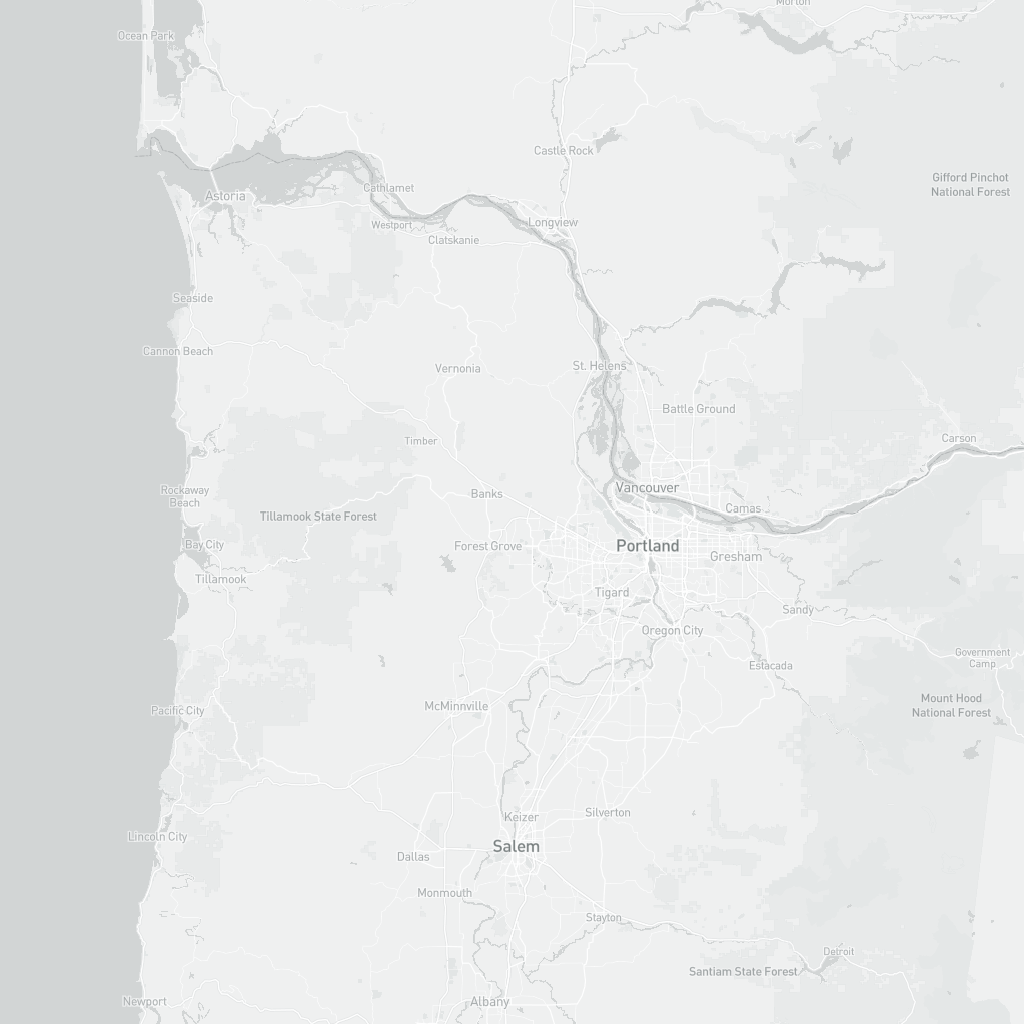 Morton
Ocean Park
Castle Rock
Gifford Pinchot
National Forest
Cathlamet
Astoria
Westport
Longview
Clatskanie
Seaside
Cannon Beach
St. Helens
Vernonia
Battle Ground
Timber
Carson
Vancouver
Rockaway
Beach
Banks
Camas
Tillamook State Forest
Bay City
Forest Grove
Portland
Gresham
Tillamook
Tigard
Sandy
Oregon City
Government
Camp
Estacada
Mount Hood
National Forest
Pacific City
McMinnville
Silverton
Keizer
Lincoln City
Salem
Dallas
Monmouth
Stayton
Detroit
Santiam State Forest
Newport
Albany